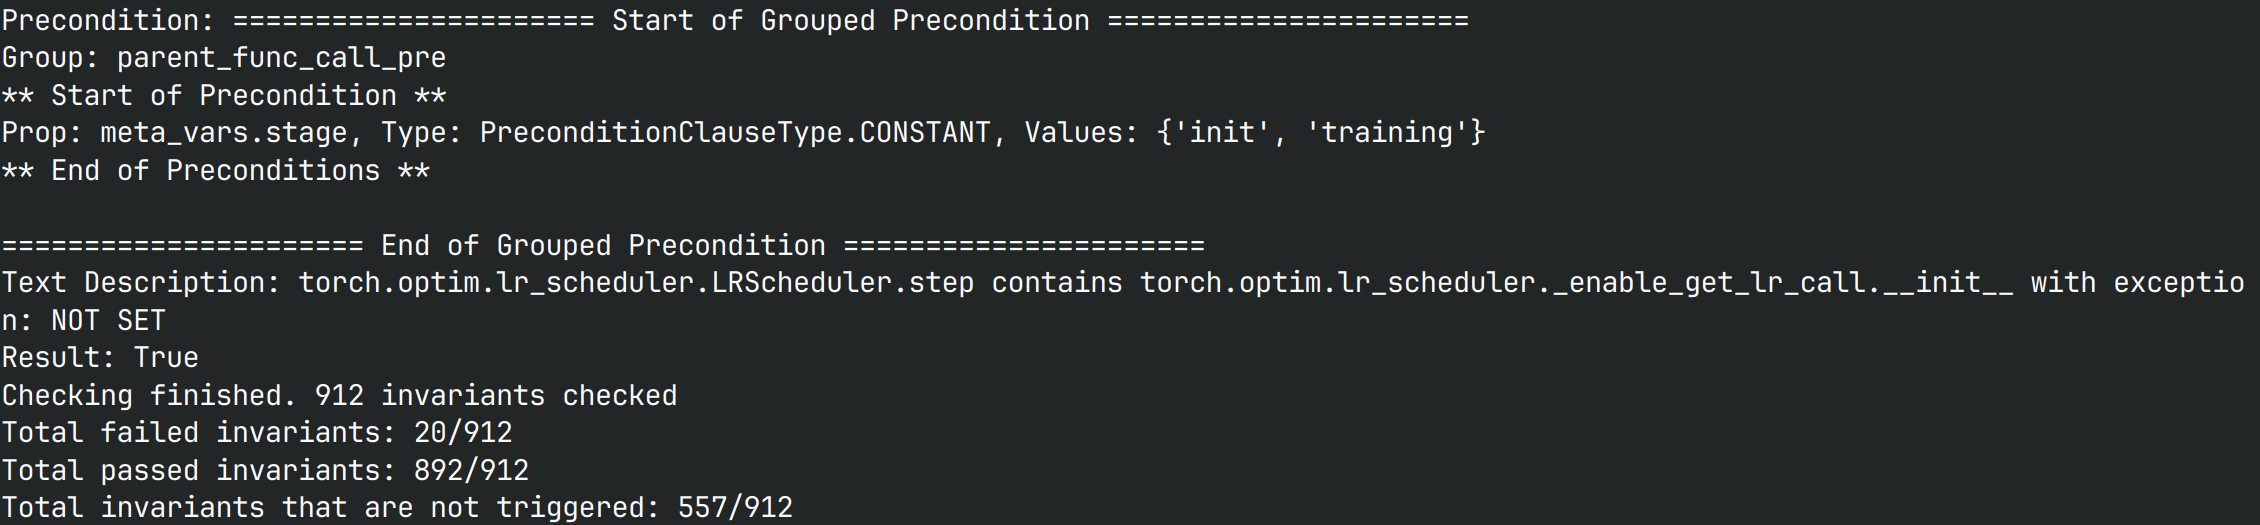 Precondition: ====================== Start of Grouped Precondition ======================
Group: parent_func_call_pre
** Start of Precondition **
Prop: meta_vars.stage, Type: PreconditionClauseType.CONSTANT, Values: {'init', 'training'}
** End of Preconditions **

====================== End of Grouped Precondition ======================
Text Description: torch.optim.lr_scheduler.LRScheduler.step contains torch.optim.lr_scheduler._enable_get_lr_call.__init__ with exceptio
n: NOT SET
Result: True
Checking finished. 912 invariants checked
Total failed invariants: 20/912
Total passed invariants: 892/912
Total invariants that are not triggered: 557/912